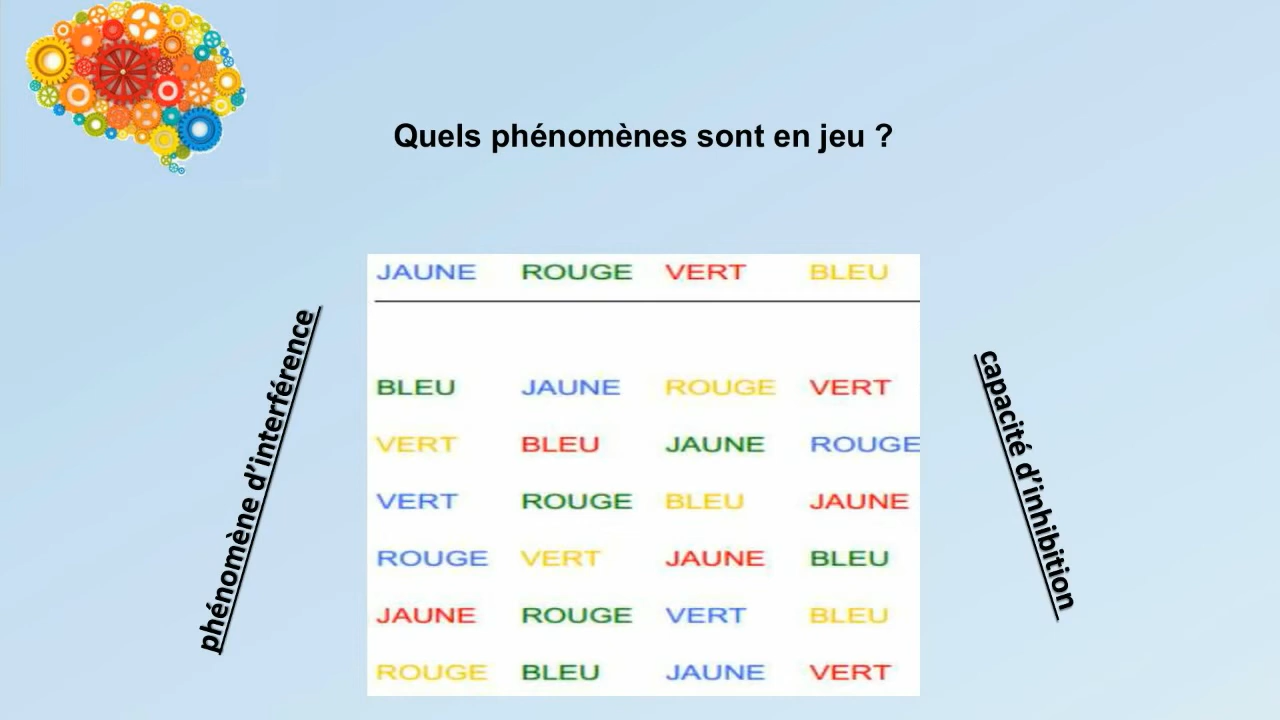 Quels phénomènes sont en jeu ?
phénomène d’interférence
JAUNE ROUGE VERT BLEU
BLEU JAUNE ROUGE VERT
VERT BLEU JAUNE ROUGE
VERT ROUGE BLEU JAUNE
ROUGE VERT JAUNE BLEU
JAUNE ROUGE VERT BLEU
ROUGE BLEU JAUNE VERT
capacité d’inhibition